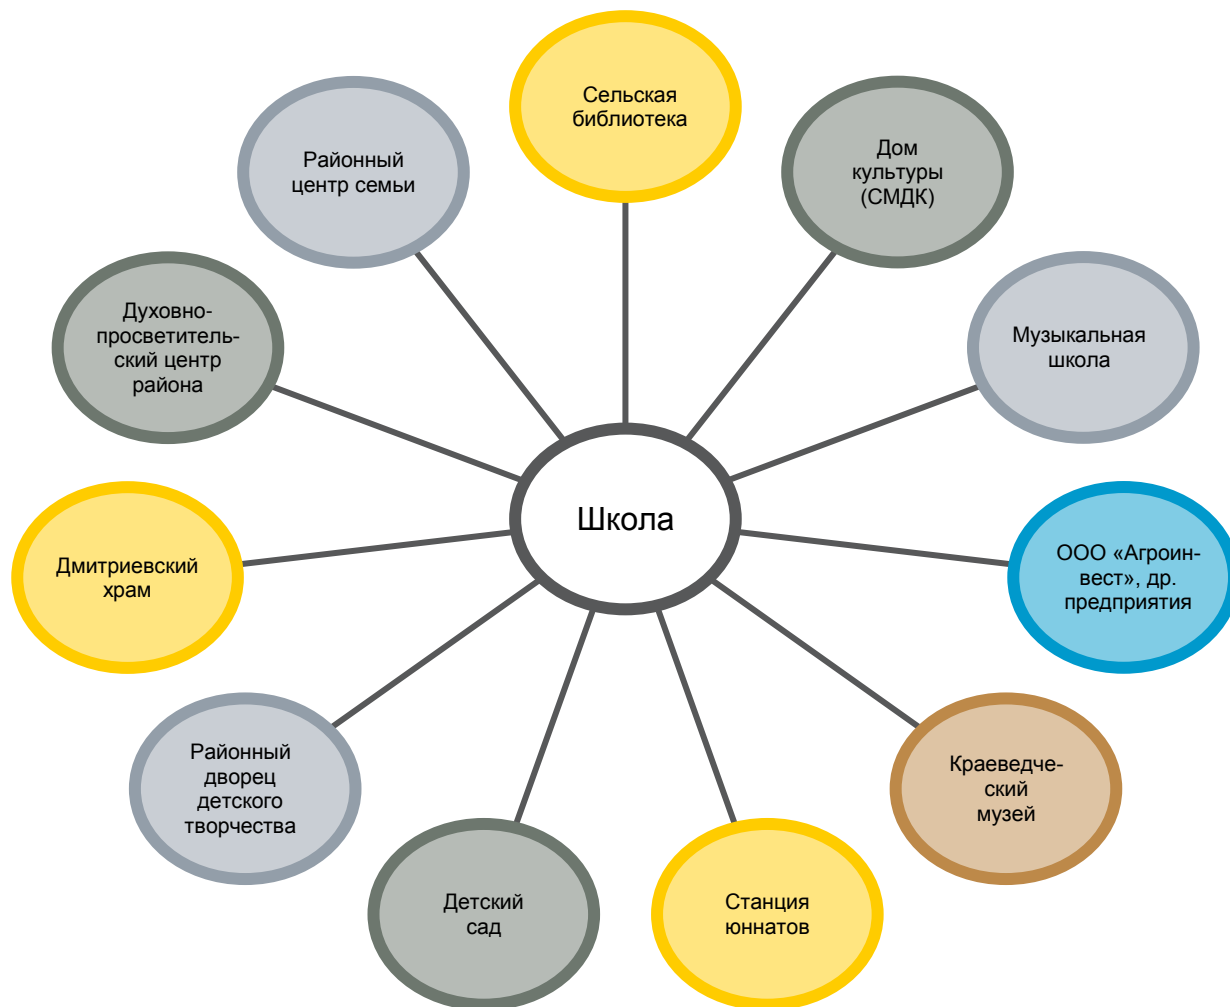 Сельская
библиотека
Дом
культуры
(СМДК)
Музыкальная
школа
ООО «Агроин-
вест», др.
предприятия
Краеведче-
ский
музей
Станция
юннатов
Детский
сад
Районный
дворец
детского
творчества
Дмитриевский
храм
Духовно-
просветитель-
ский центр
района
Районный
центр семьи
Школа